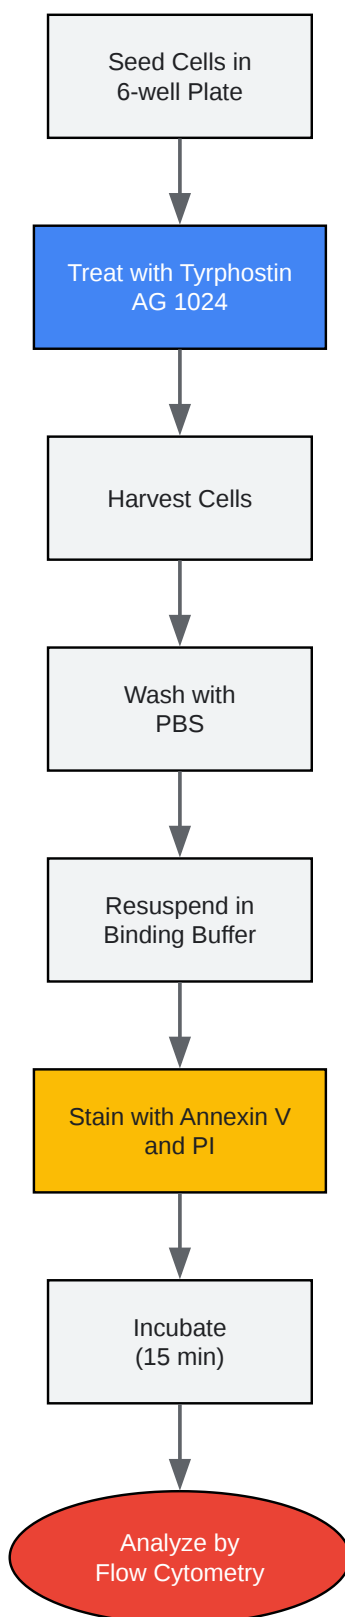 Seed Cells in
6-well Plate
Treat with Tyrphostin
AG 1024
Harvest Cells
Wash with
PBS
Resuspend in
Binding Buffer
Stain with Annexin V
and PI
Incubate
(15 min)
Analyze by
Flow Cytometry